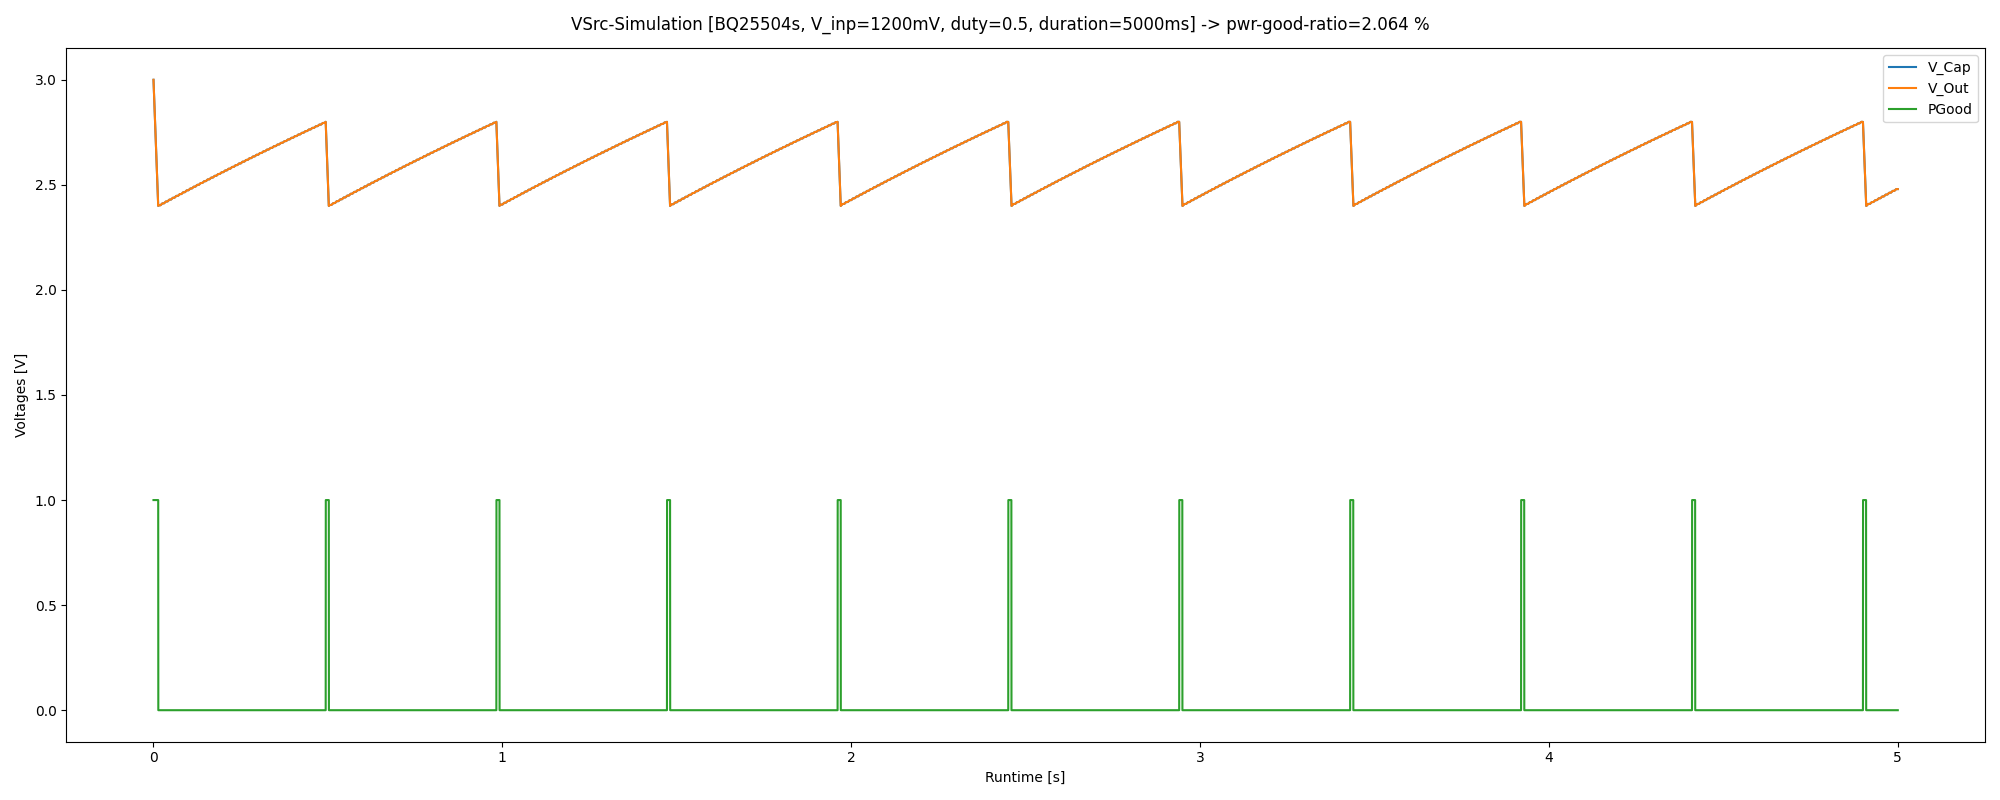 VSrc-Simulation [BQ25504s, V_inp=1200mV, duty=0.5, duration=5000ms] -> pwr-good-ratio=2.064 %
V_Cap
V_Out
PGood
Voltages [V]
3.0
2.5
2.0
1.5
1.0
0.5
0.0
0 1 2 3 4 5
Runtime [s]